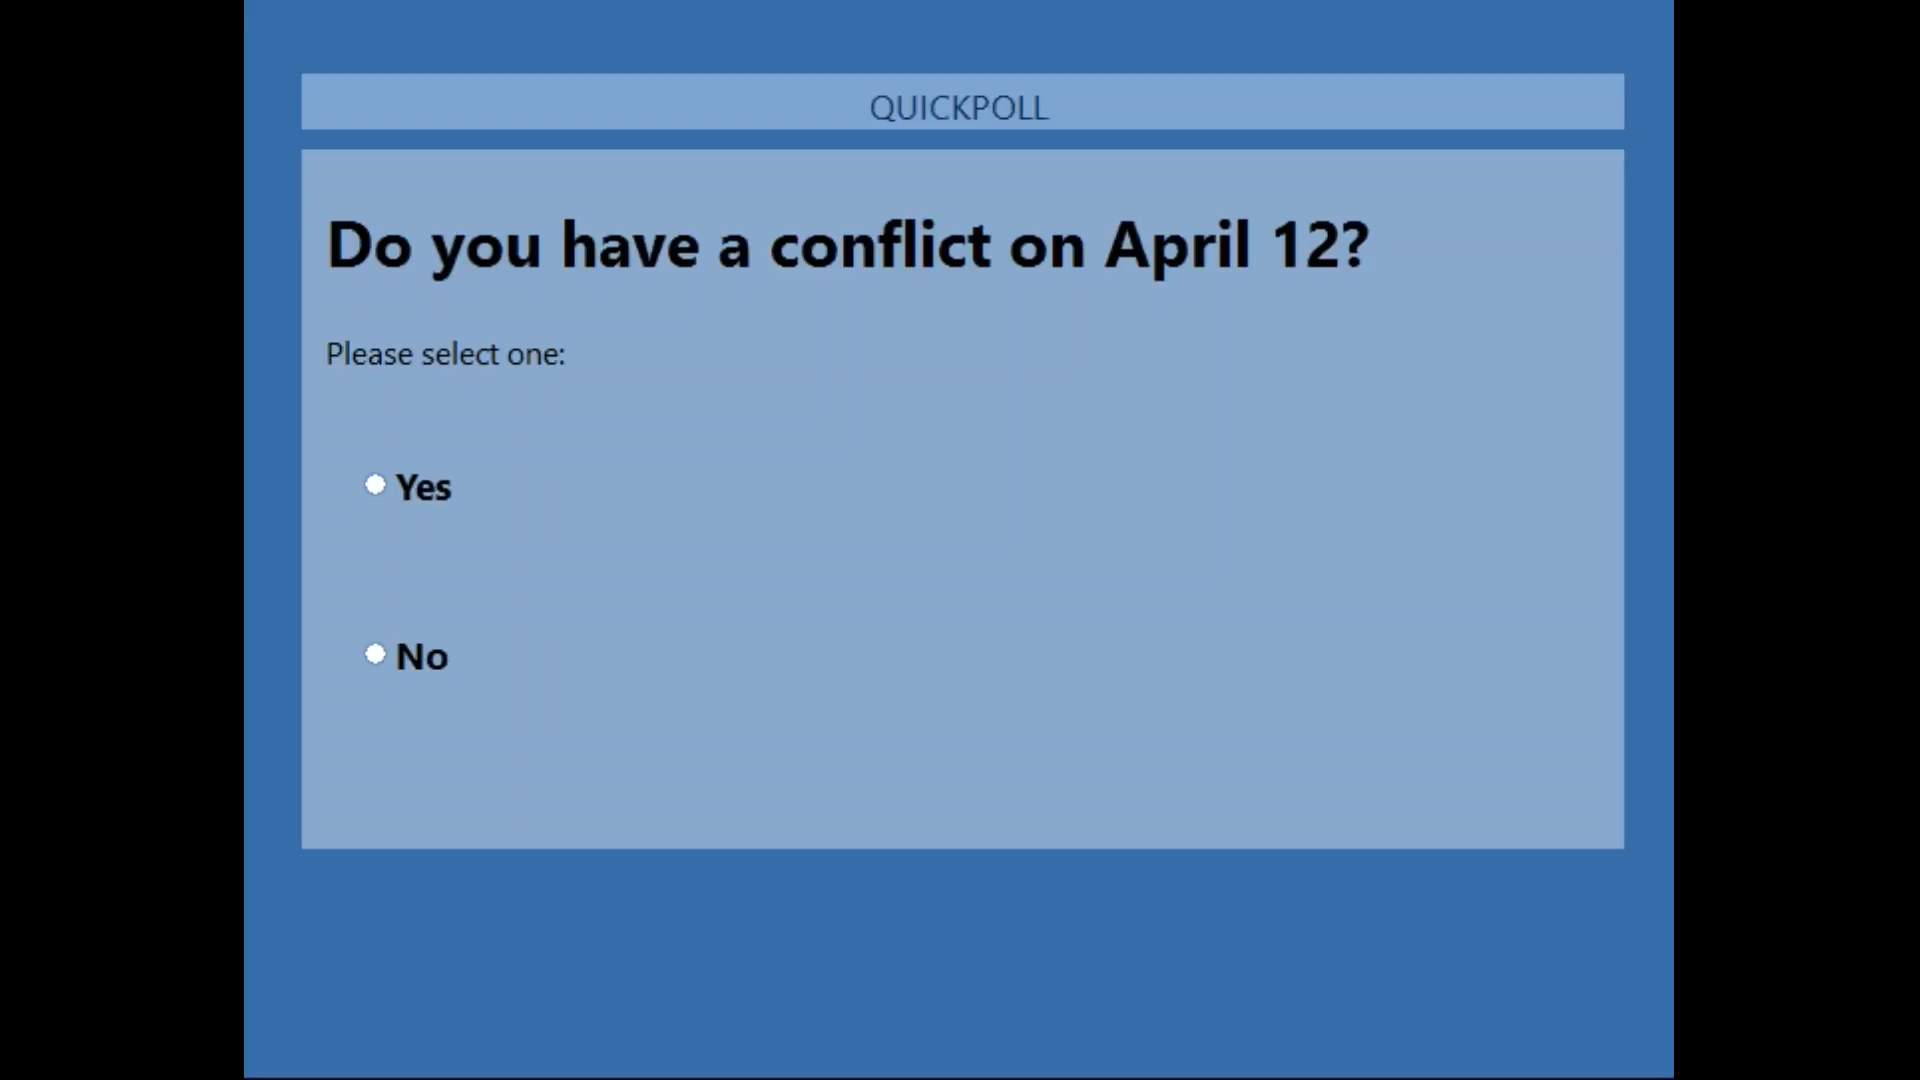 QUICKPOLL
Do you have a conflict on April 12?
Please select one:
Yes
No